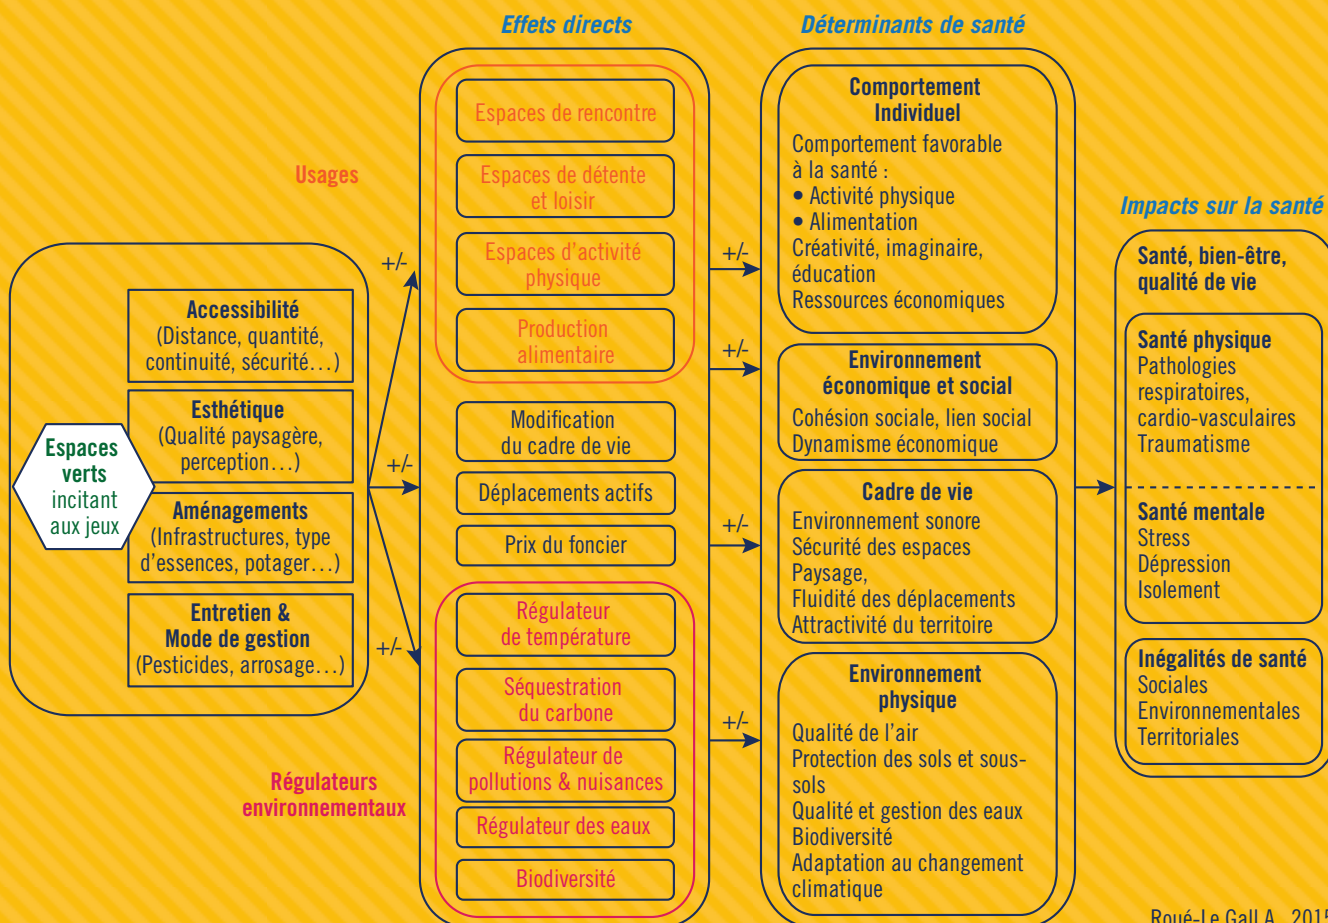 Effets directs
Déterminants de santé
Impacts sur la santé
Usages
Régulateurs
environnementaux
Espaces
verts
incitant
aux jeux
Accessibilité
(Distance, quantité,
continuité, sécurité…)
Esthétique
(Qualité paysagère,
perception…)
Aménagements
(Infrastructures, type
d’essences, potager…)
Entretien &
Mode de gestion
(Pesticides, arrosage…)
+/-
+/-
+/-
Espaces de rencontre
Espaces de détente
et loisir
Espaces d’activité
physique
Production
alimentaire
Modification
du cadre de vie
Déplacements actifs
Prix du foncier
Régulateur
de température
Séquestration
du carbone
Régulateur de
pollutions & nuisances
Régulateur des eaux
Biodiversité
+/-
+/-
+/-
+/-
Comportement
Individuel
Comportement favorable
à la santé :
• Activité physique
• Alimentation
Créativité, imaginaire,
éducation
Ressources économiques
Environnement
économique et social
Cohésion sociale, lien social
Dynamisme économique
Cadre de vie
Environnement sonore
Sécurité des espaces
Paysage,
Fluidité des déplacements
Attractivité du territoire
Environnement
physique
Qualité de l’air
Protection des sols et sous-
sols
Qualité et gestion des eaux
Biodiversité
Adaptation au changement
climatique
Santé, bien-être,
qualité de vie
Santé physique
Pathologies
respiratoires,
cardio-vasculaires
Traumatisme
Santé mentale
Stress
Dépression
Isolement
Inégalités de santé
Sociales
Environnementales
Territoriales
Roué-Le Gall A., 2015